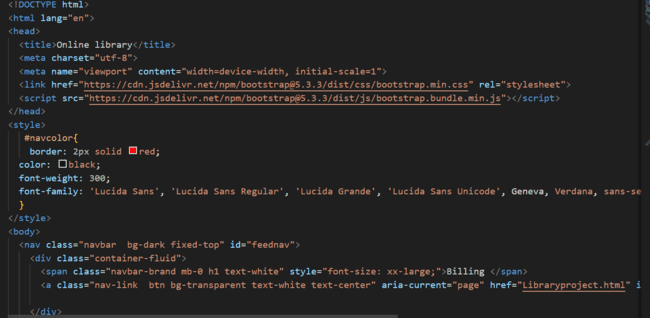 <!DOCTYPE html>
<html lang="en">
<head>
<title>Online library</title>
<meta charset="utf-8">
<meta name="viewport" content="width=device-width, initial-scale=1">
<link href="https://cdn.jsdelivr.net/npm/bootstrap@5.3.3/dist/css/bootstrap.min.css" rel="stylesheet">
<script src="https://cdn.jsdelivr.net/npm/bootstrap@5.3.3/dist/js/bootstrap.bundle.min.js"></script>
</head>
<style>
#navcolor{
border: 2px solid red;
color: black;
font-weight: 300;
font-family: 'Lucida Sans', 'Lucida Sans Regular', 'Lucida Grande', 'Lucida Sans Unicode', Geneva, Verdana, sans-se
}
</style>
<body>
<nav class="navbar  bg-dark fixed-top" id="feednav">
<div class="container-fluid">
<span class="navbar-brand mb-0 h1 text-white" style="font-size: xx-large;">Billing </span>
<a class="nav-link  btn bg-transparent text-white text-center" aria-current="page" href="Libraryproject.html" i
</div>